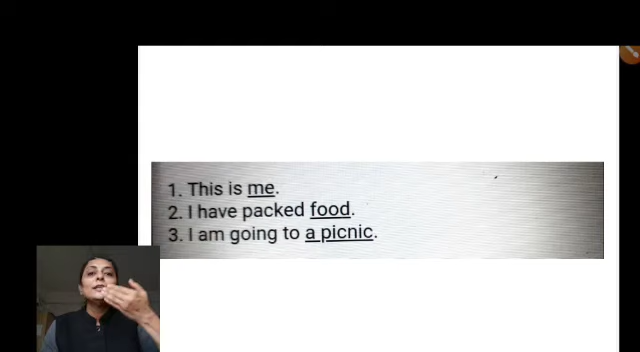 1. This is me.
2. I have packed food.
3. I am going to a picnic.